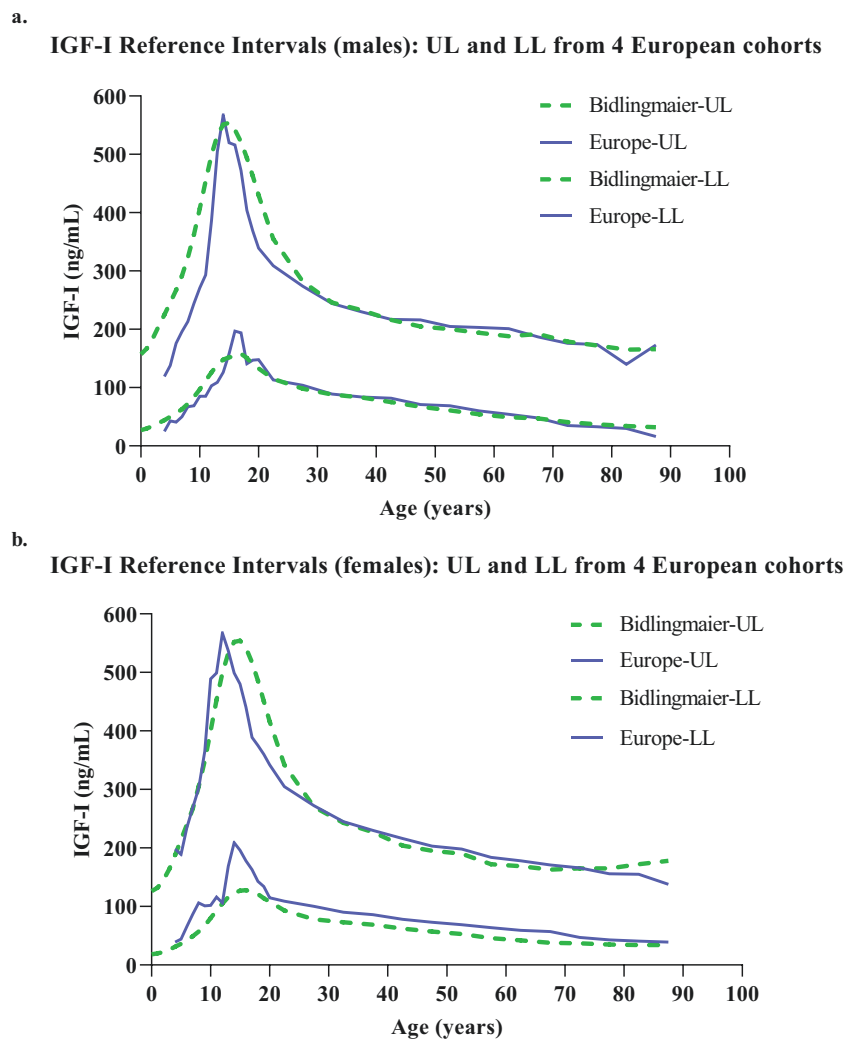 a.
IGF-I Reference Intervals (males): UL and LL from 4 European cohorts
600
500
400
300
200
100
0
IGF-I (ng/mL)
Bidlingmaier-UL
Europe-UL
Bidlingmaier-LL
Europe-LL
0 10 20 30 40 50 60 70 80 90 100
Age (years)
b.
IGF-I Reference Intervals (females): UL and LL from 4 European cohorts
600
500
400
300
200
100
0
IGF-I (ng/mL)
Bidlingmaier-UL
Europe-UL
Bidlingmaier-LL
Europe-LL
0 10 20 30 40 50 60 70 80 90 100
Age (years)